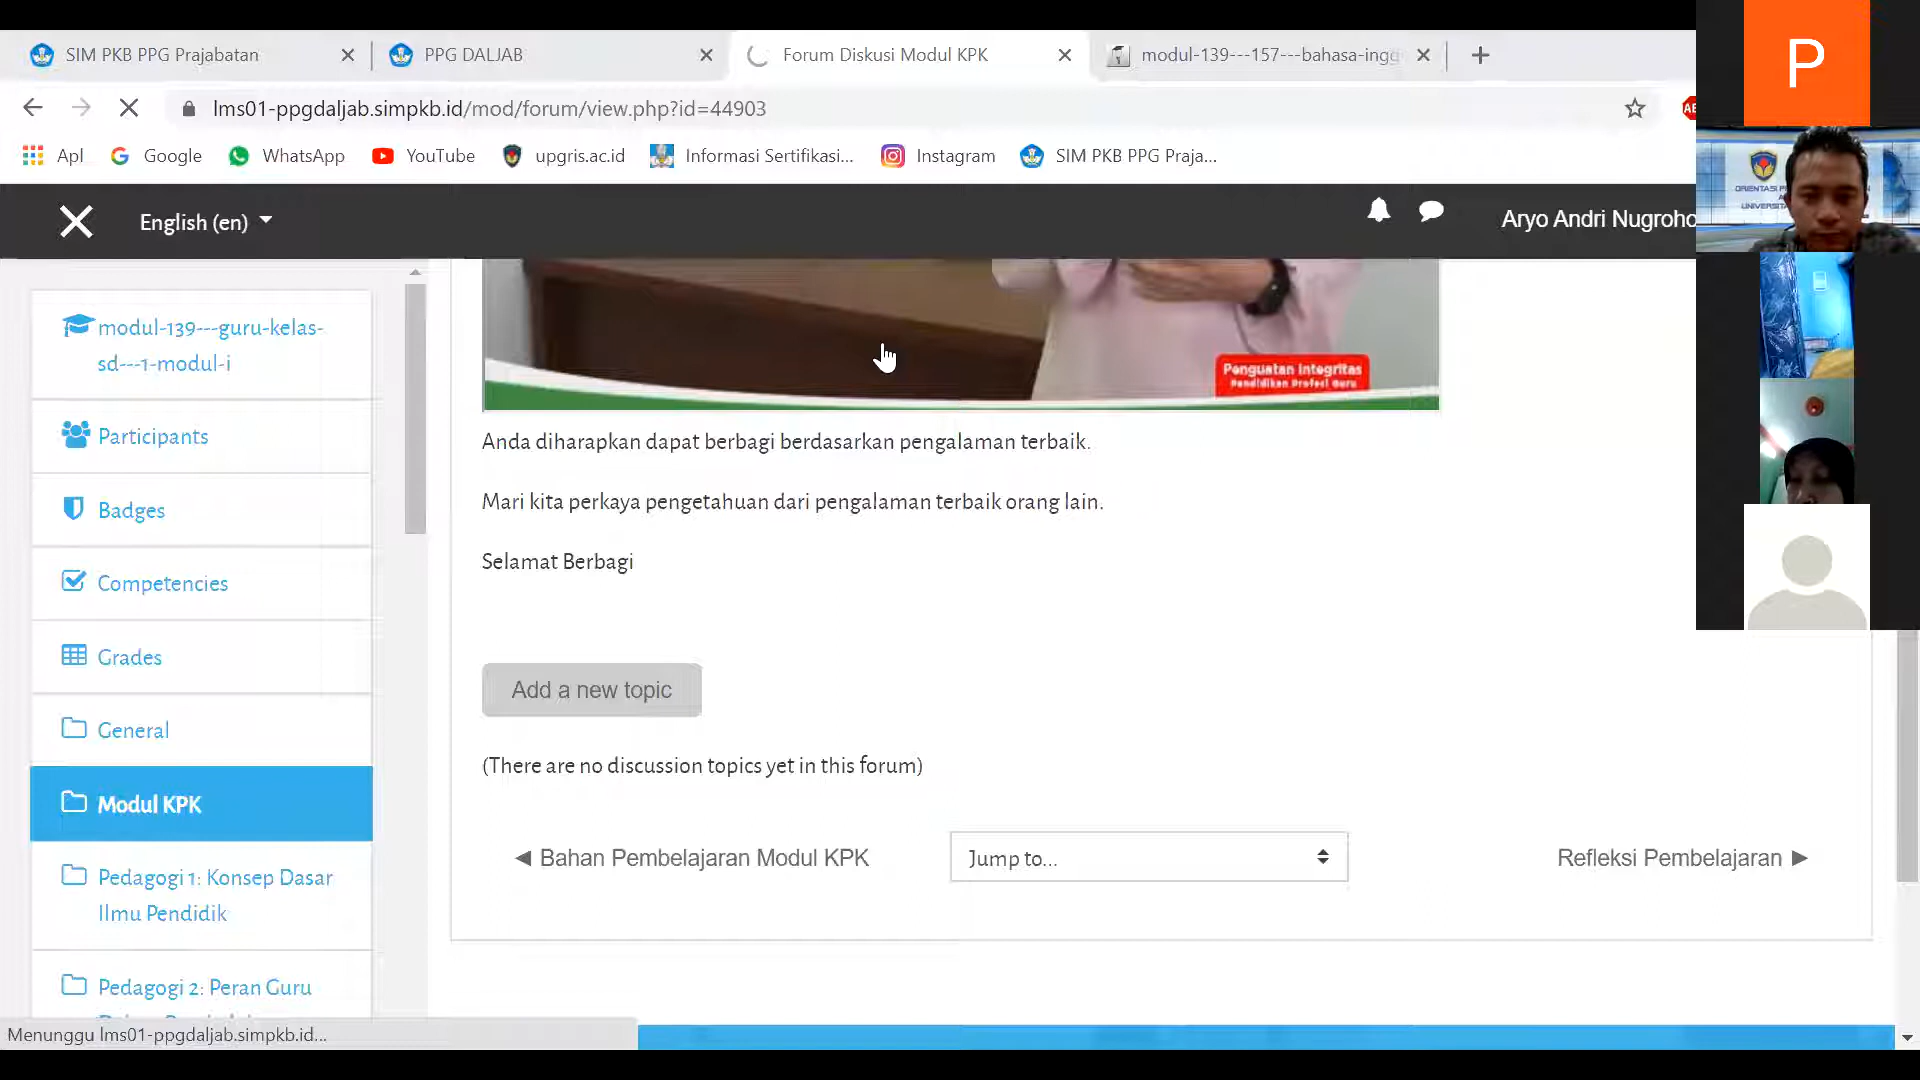 SIM PKB PPG Prajabatan
PPG DALJAB
Forum Diskusi Modul KPK
modul-139---157---bahasa-ingg
P
lms01-ppgdaljab.simpkb.id/mod/forum/view.php?id=44903
Apl
Google
WhatsApp
YouTube
upgris.ac.id
Informasi Sertifikasi...
Instagram
SIM PKB PPG Praja...
English (en)
Aryo Andri Nugroho
modul-139---guru-kelas-
sd---1-modul-i
Participants
Badges
Competencies
Grades
General
Modul KPK
Pedagogi 1: Konsep Dasar
Ilmu Pendidik
Pedagogi 2: Peran Guru
Penguatan Integritas
Pendidikan Profesi Guru
Anda diharapkan dapat berbagi berdasarkan pengalaman terbaik.
Mari kita perkaya pengetahuan dari pengalaman terbaik orang lain.
Selamat Berbagi
Add a new topic
(There are no discussion topics yet in this forum)
◄ Bahan Pembelajaran Modul KPK
Jump to...
Refleksi Pembelajaran ►
Menunggu lms01-ppgdaljab.simpkb.id...